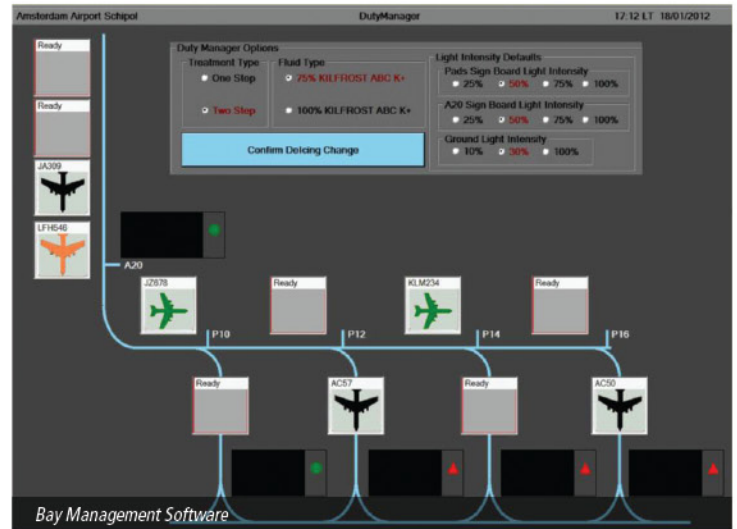 Amsterdam Airport Schipol DutyManager 17:12 LT 18/01/2012
Ready
Ready
JA309
LFH546
Duty Manager Options
Treatment Type
One Stop
Two Step
Fluid Type
75% KILFROST ABC K+
100% KILFROST ABC K+
Confirm Deicing Change
Light Intensity Defaults
Pads Sign Board Light Intensity
25% 50% 75% 100%
A20 Sign Board Light Intensity
25% 50% 75% 100%
Ground Light Intensity
10% 30% 100%
A20
JZ678 Ready KLM234 Ready
P10 P12 P14 P16
Ready AC57 Ready AC50
Bay Management Software